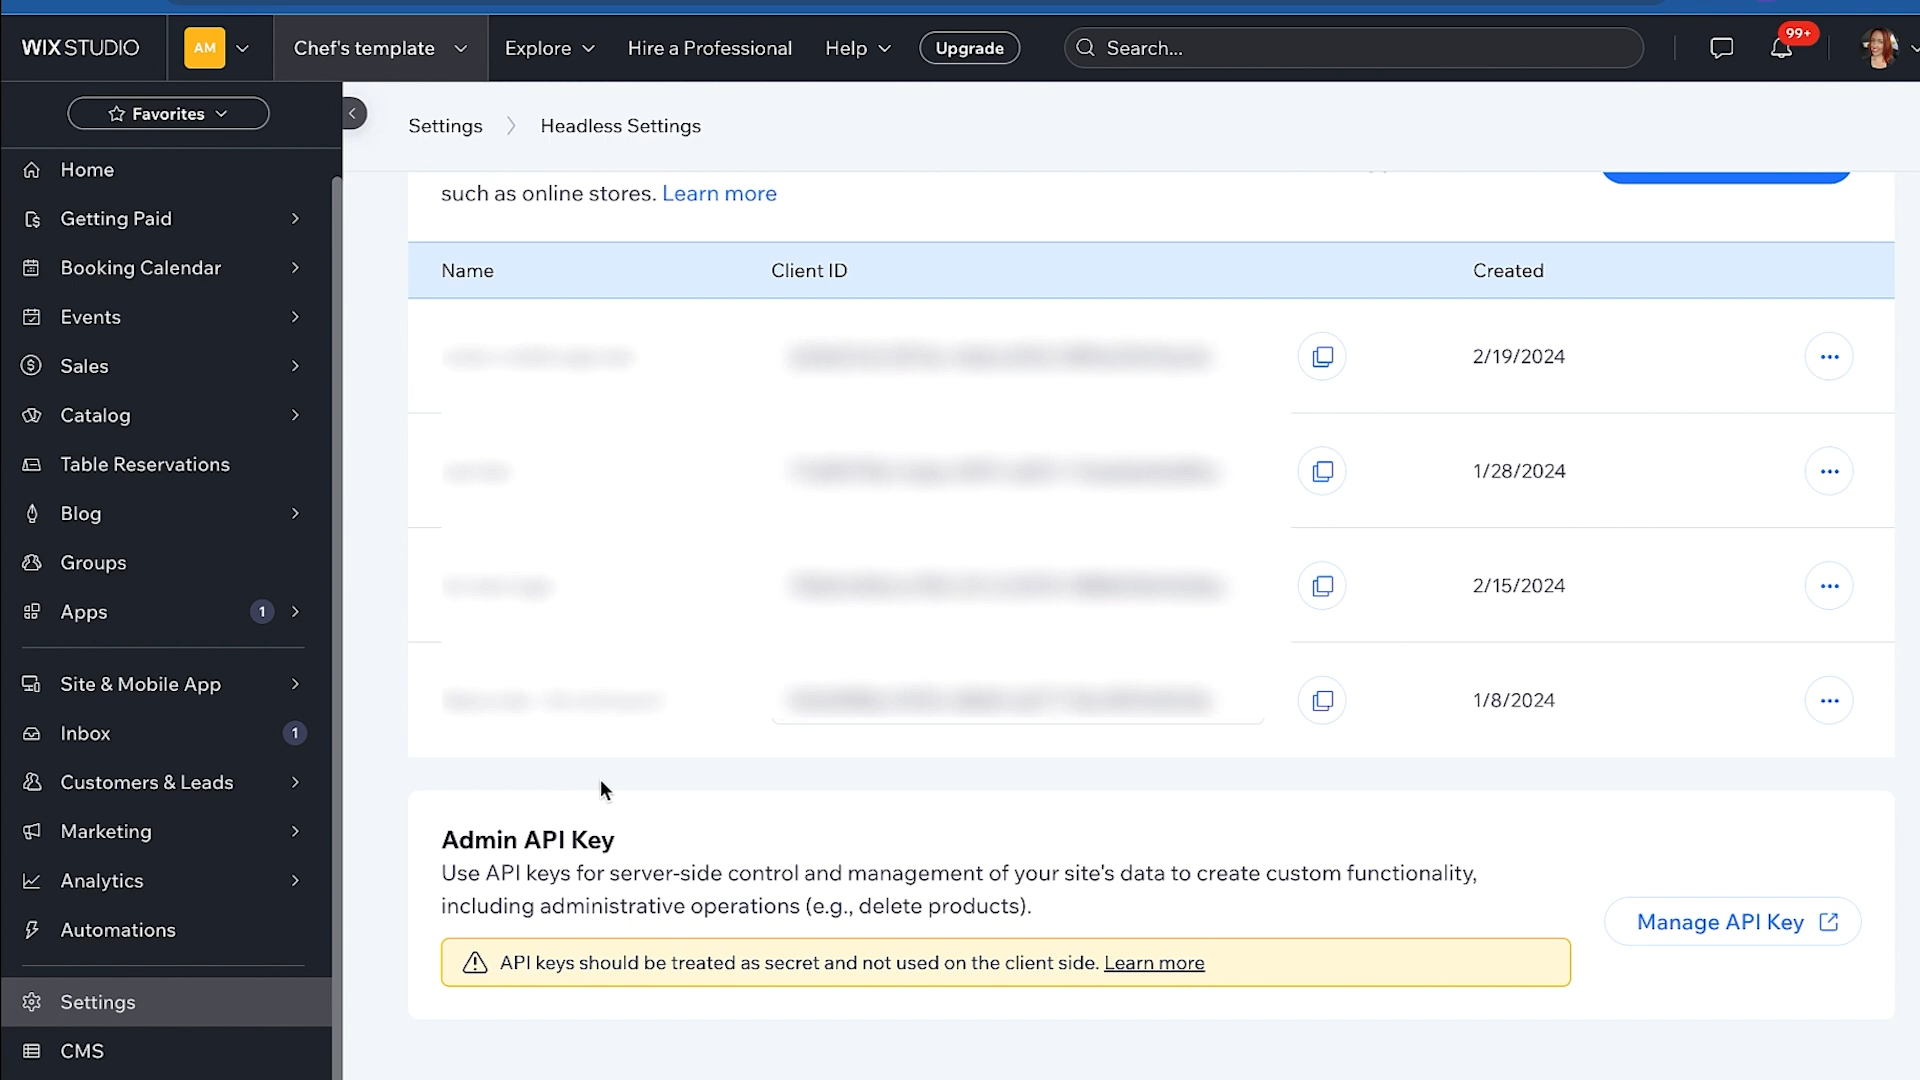 WIX STUDIO
AM
Chef's template
Explore
Hire a Professional
Help
Upgrade
Search...
99+
Favorites
Home
Getting Paid
Booking Calendar
Events
Sales
Catalog
Table Reservations
Blog
Groups
Apps 1
Site & Mobile App
Inbox 1
Customers & Leads
Marketing
Analytics
Automations
Settings
CMS
Settings > Headless Settings
such as online stores. Learn more
Name Client ID Created
2/19/2024
1/28/2024
2/15/2024
1/8/2024
Admin API Key
Use API keys for server-side control and management of your site's data to create custom functionality,
including administrative operations (e.g., delete products).
Manage API Key
API keys should be treated as secret and not used on the client side. Learn more